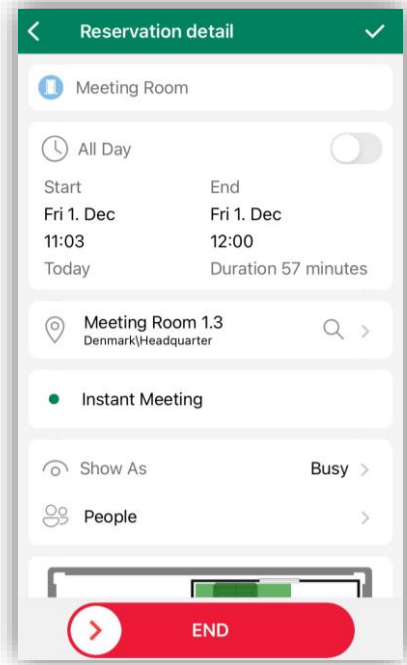 Reservation detail
Meeting Room
All Day
Start End
Fri 1. Dec Fri 1. Dec
11:03 12:00
Today Duration 57 minutes
Meeting Room 1.3
Denmark\Headquarter
Instant Meeting
Show As Busy
People
END